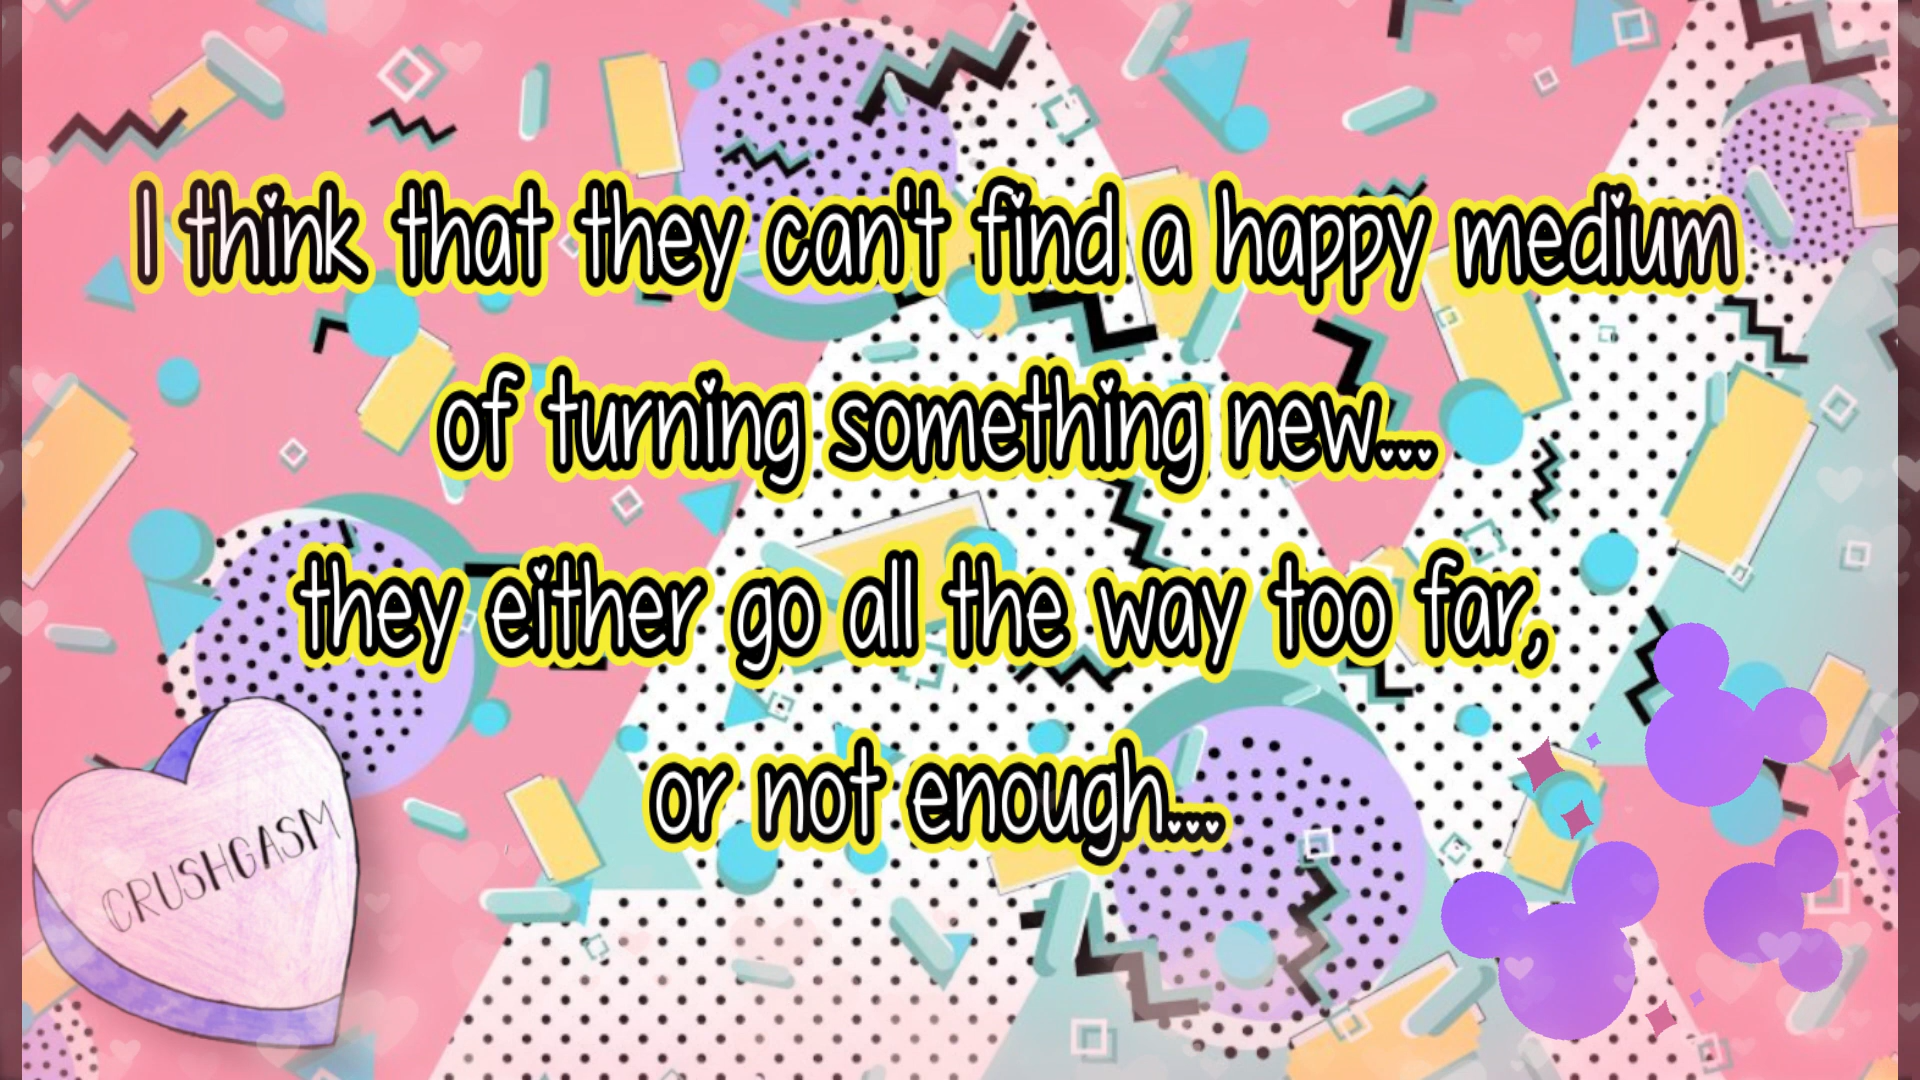 I think that they can't find a happy medium
of turning something new...
they either go all the way too far,
or not enough...
CRUSHGASM